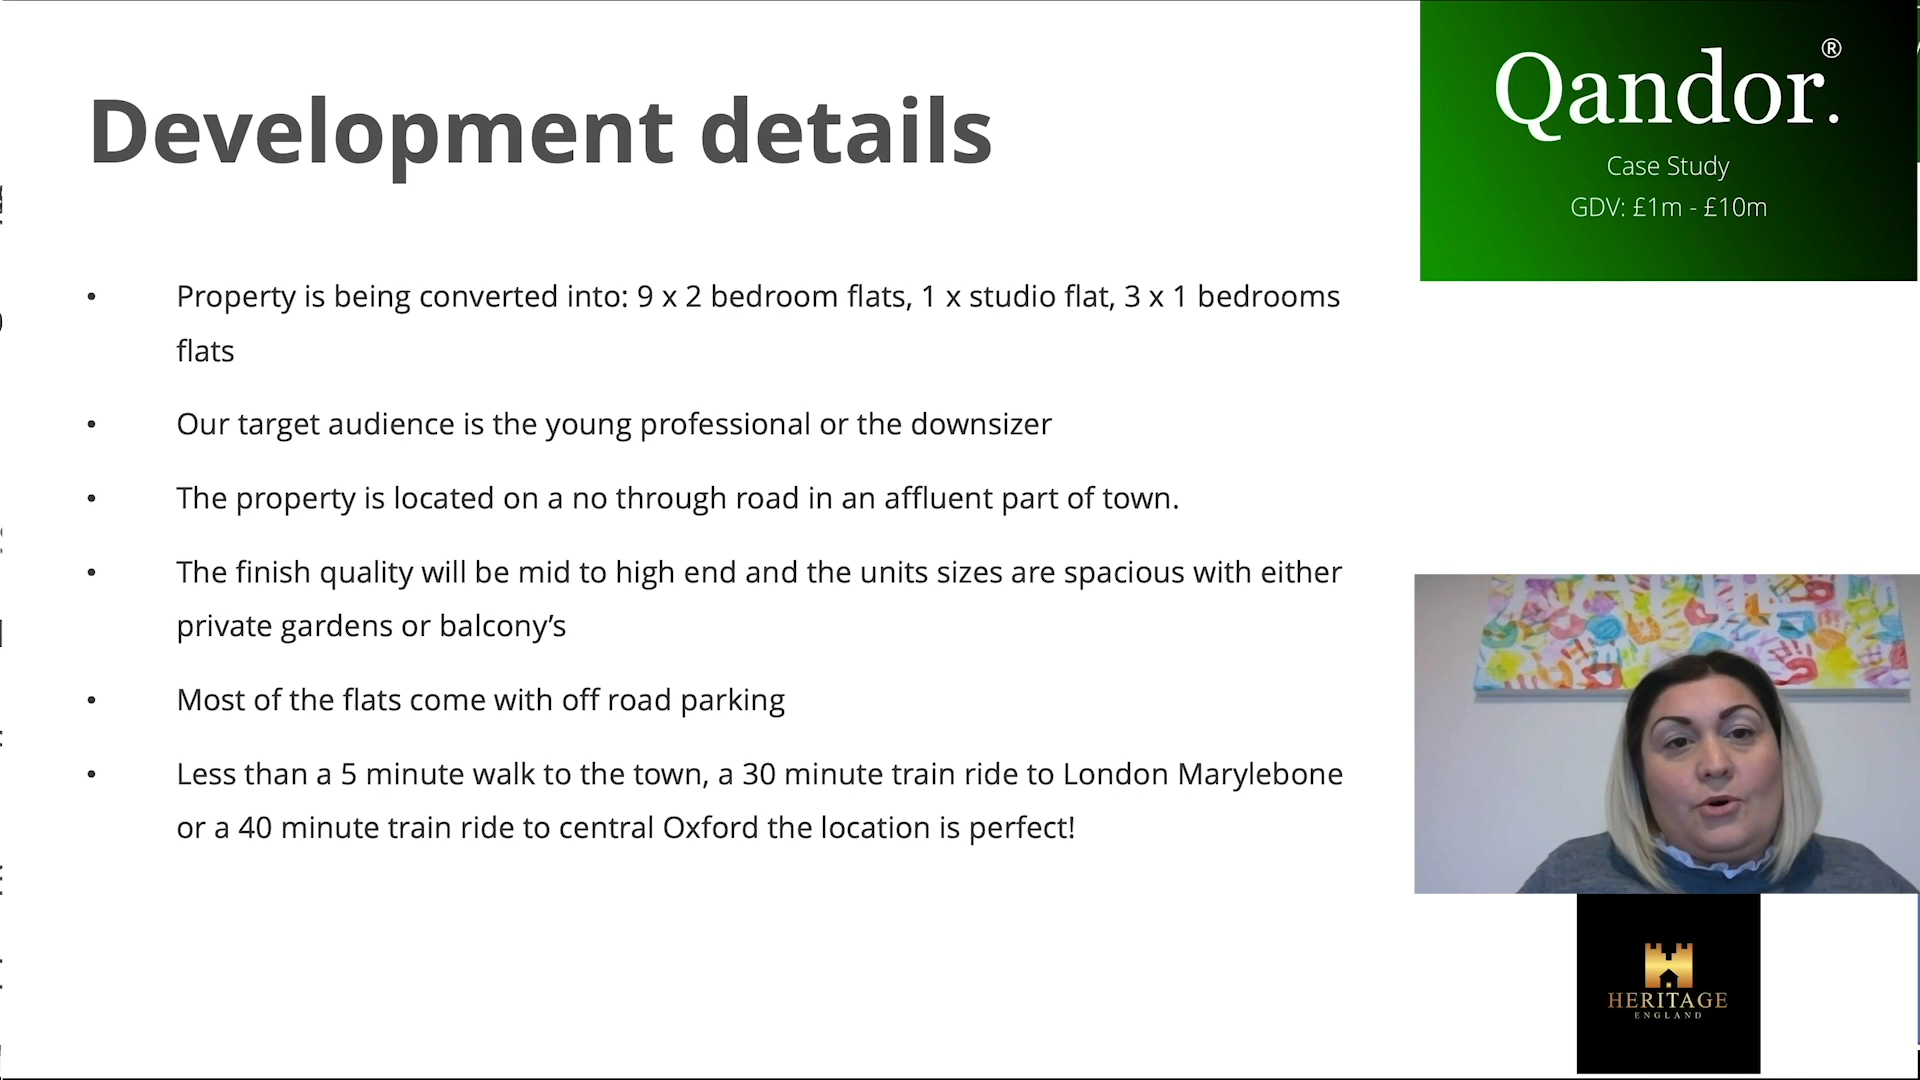 Development details
• Property is being converted into: 9 x 2 bedroom flats, 1 x studio flat, 3 x 1 bedrooms
flats
• Our target audience is the young professional or the downsizer
• The property is located on a no through road in an affluent part of town.
• The finish quality will be mid to high end and the units sizes are spacious with either
private gardens or balcony’s
• Most of the flats come with off road parking
• Less than a 5 minute walk to the town, a 30 minute train ride to London Marylebone
or a 40 minute train ride to central Oxford the location is perfect!
Qandor.®
Case Study
GDV: £1m - £10m
HERITAGE
ENGLAND